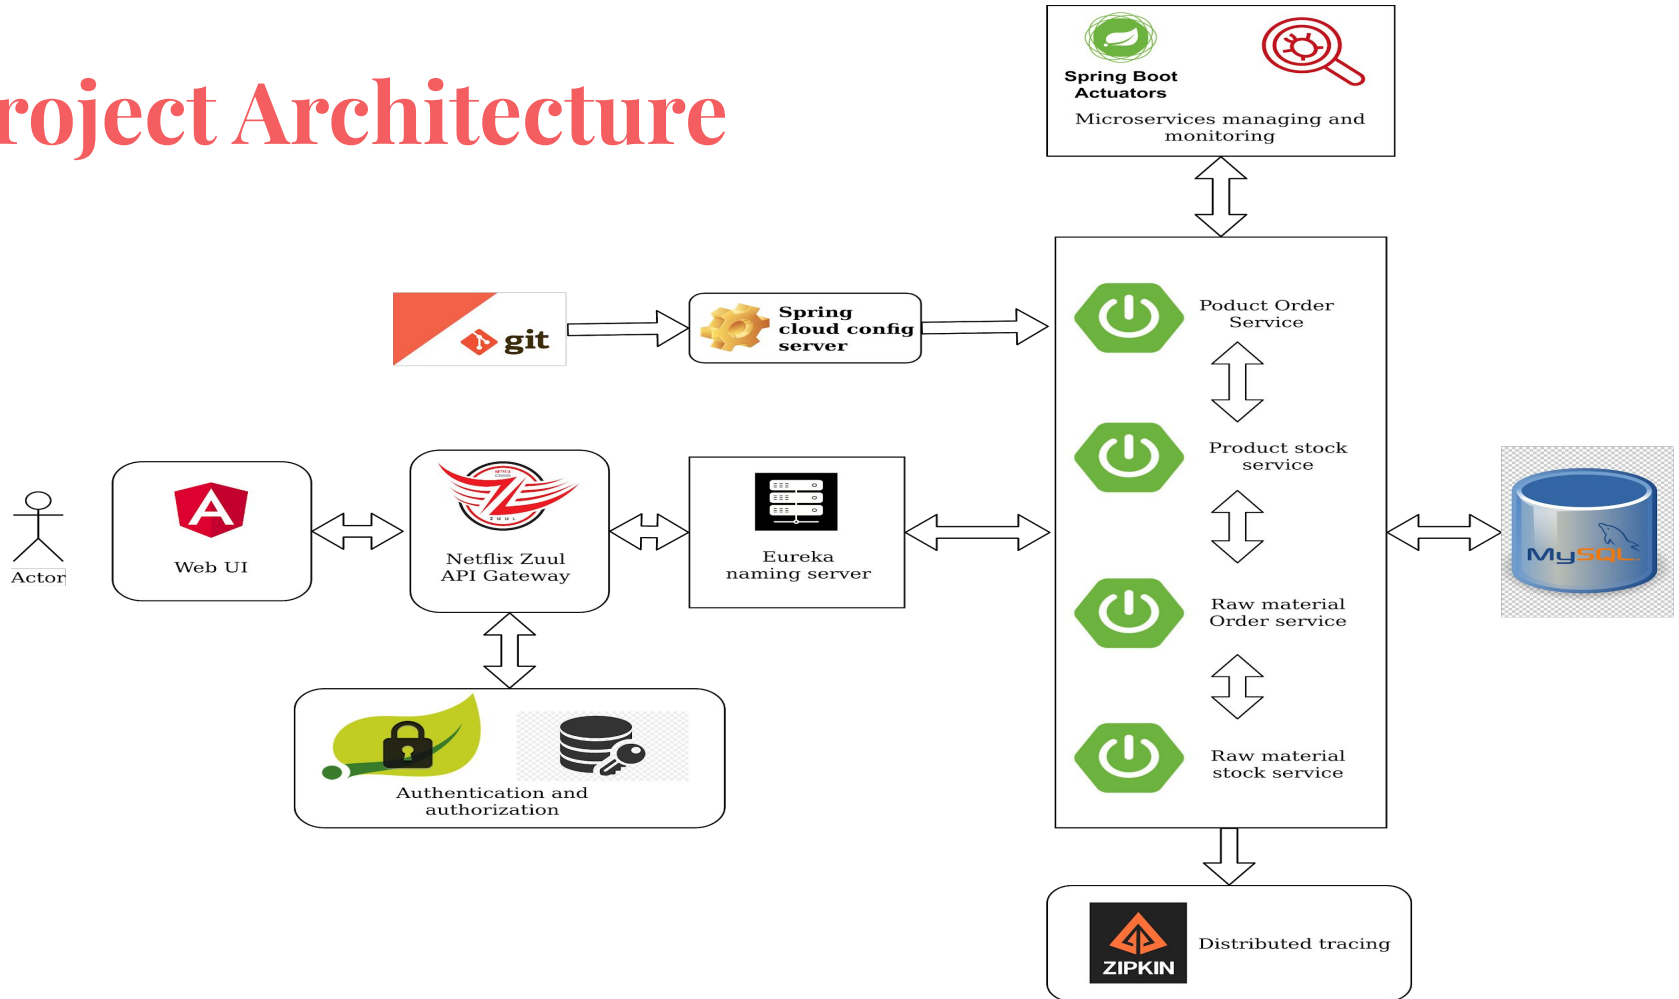 roject Architecture
Spring Boot
Actuators
Microservices managing and
monitoring
git
Spring
cloud config
server
Poduct Order
Service
Product stock
service
Raw material
Order service
Raw material
stock service
Actor
Web UI
ZUUL
Netflix Zuul
API Gateway
Eureka
naming server
MySQL
Authentication and
authorization
ZIPKIN
Distributed tracing